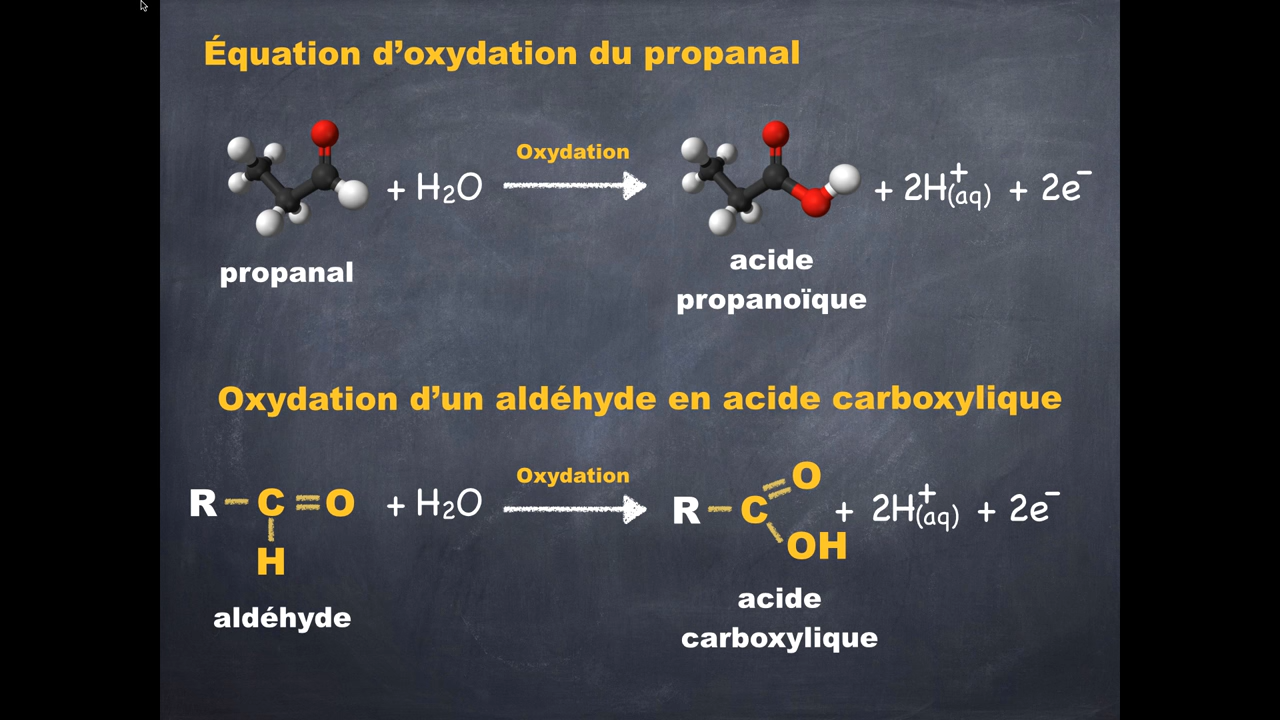 Équation d’oxydation du propanal
Oxydation
+ H₂O
+ 2H⁺(aq) + 2e⁻
propanal
acide
propanoïque
Oxydation d’un aldéhyde en acide carboxylique
Oxydation
R – C = O
H
+ H₂O
R – C
O
OH
+ 2H⁺(aq) + 2e⁻
aldéhyde
acide
carboxylique